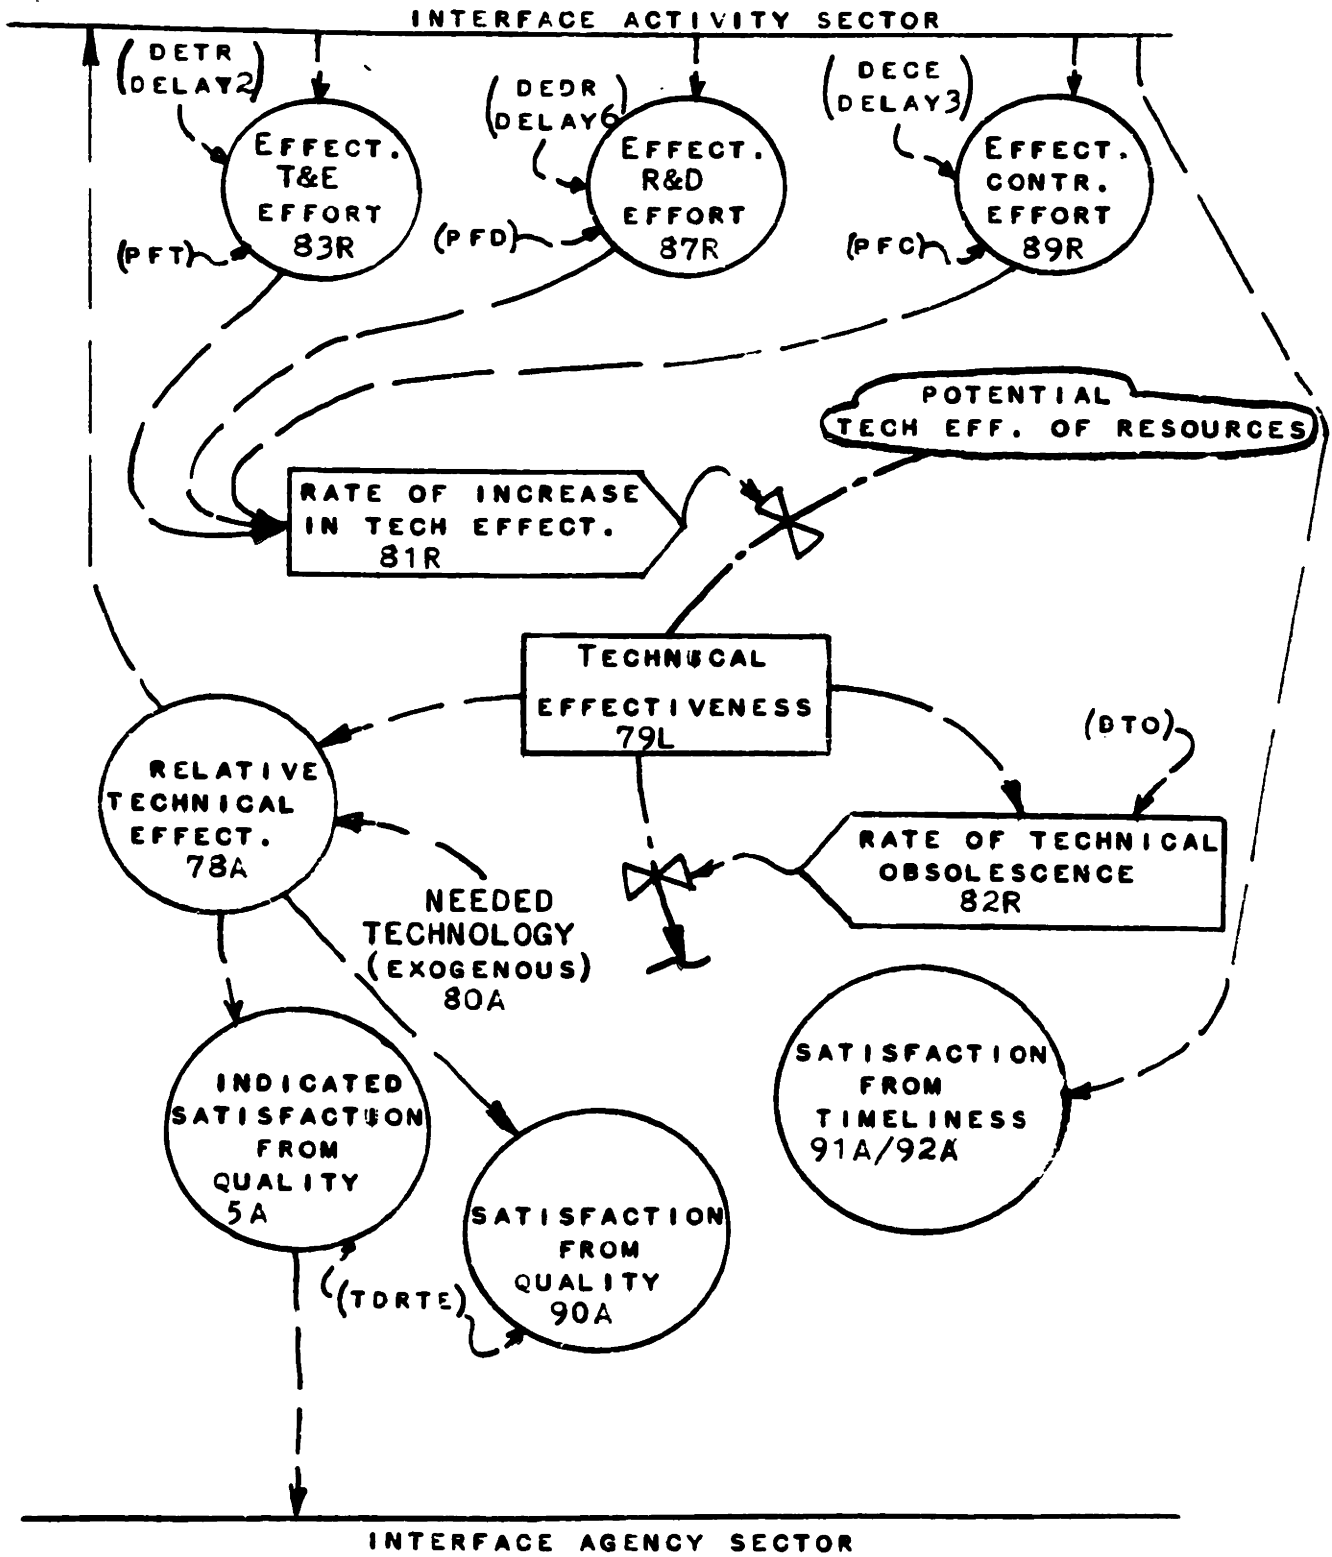 INTERFACE ACTIVITY SECTOR
(DETR
DELAY2)
(DEDR
DELAY6)
(DECE
DELAY3)
EFFECT.
T&E
EFFORT
83R
EFFECT.
R&D
EFFORT
87R
EFFECT.
CONTR.
EFFORT
89R
(PFT)
(PFD)
(PFC)
POTENTIAL
TECH EFF. OF RESOURCES
RATE OF INCREASE
IN TECH EFFECT.
81R
TECHNICAL
EFFECTIVENESS
79L
(DTO)
RELATIVE
TECHNICAL
EFFECT.
78A
RATE OF TECHNICAL
OBSOLESCENCE
82R
NEEDED
TECHNOLOGY
(EXOGENOUS)
80A
SATISFACTION
FROM
TIMELINESS
91A/92A
INDICATED
SATISFACTION
FROM
QUALITY
5A
SATISFACTION
FROM
QUALITY
90A
(TDRTE)
INTERFACE AGENCY SECTOR